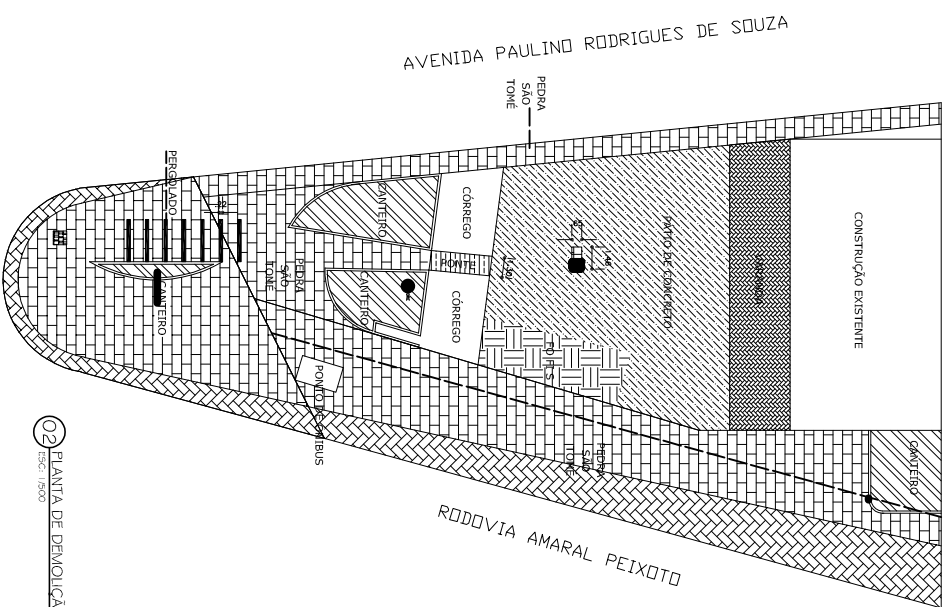 AVENIDA PAULINO RODRIGUES DE SOUZA
PEDRA
SÃO
TOMÉ
PERGOLADO
CANTEIRO
CÓRREGO
PONTE
PEDRA
SÃO
TOMÉ
CANTEIRO
CÓRREGO
CANTEIRO
PÁTIO DE CONCRETO
CONSTRUÇÃO EXISTENTE
PONTO DE ÔNIBUS
PEDRA
SÃO
TOMÉ
CANTEIRO
RODOVIA AMARAL PEIXOTO
02
PLANTA DE DEMOLIÇÃ
ESC: 1/500